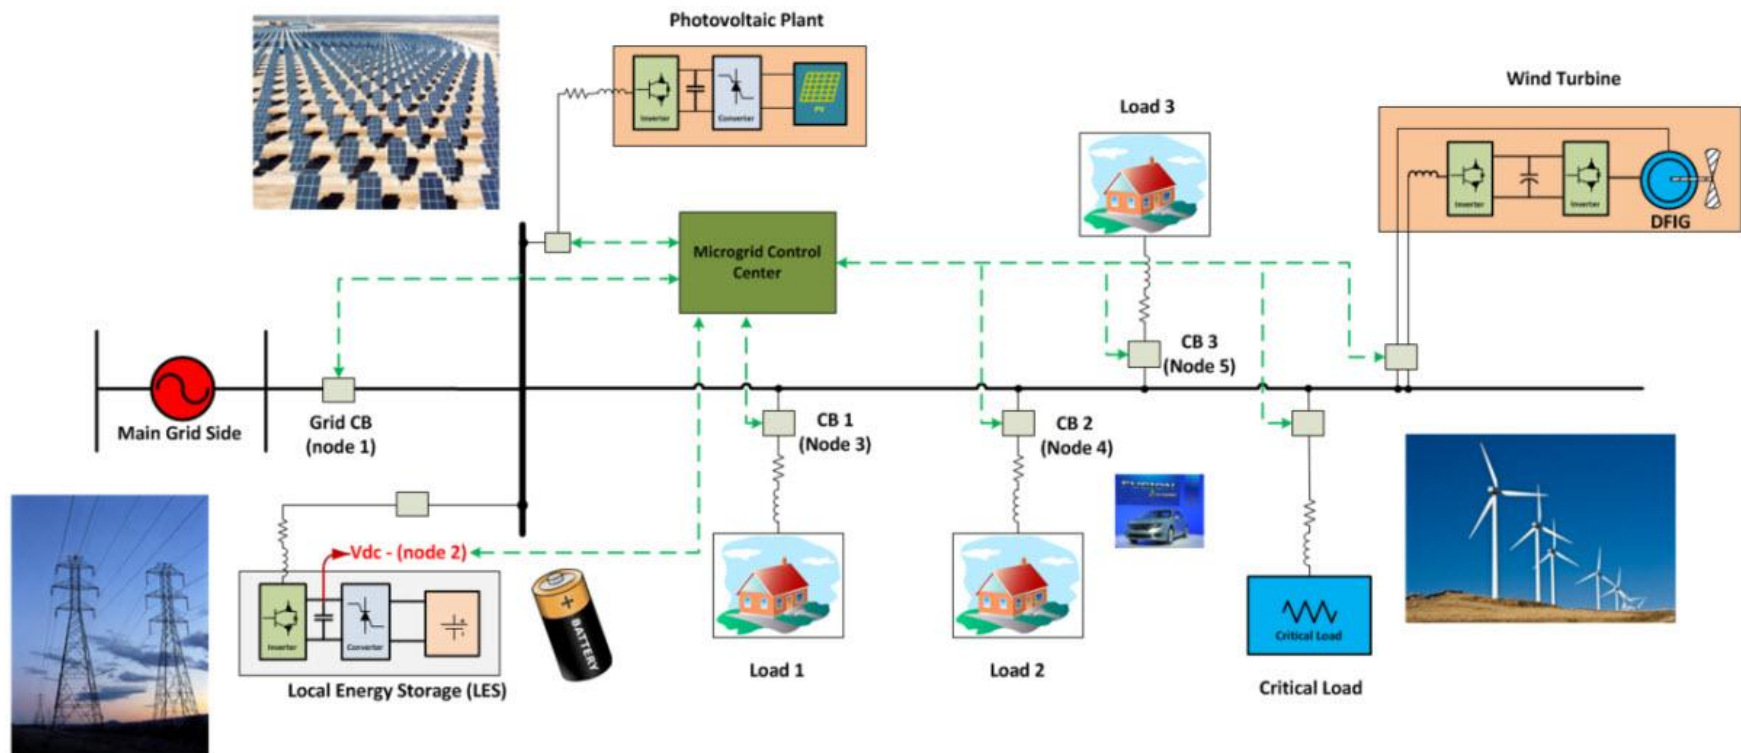 Photovoltaic Plant
Inverter
Converter
PV
Load 3
Wind Turbine
Inverter
Inverter
DFIG
Microgrid Control
Center
CB 3
(Node 5)
Main Grid Side
Grid CB
(node 1)
CB 1
(Node 3)
CB 2
(Node 4)
FUSION
Vdc - (node 2)
Inverter
Converter
+
BATTERY
Critical Load
Local Energy Storage (LES)
Load 1
Load 2
Critical Load